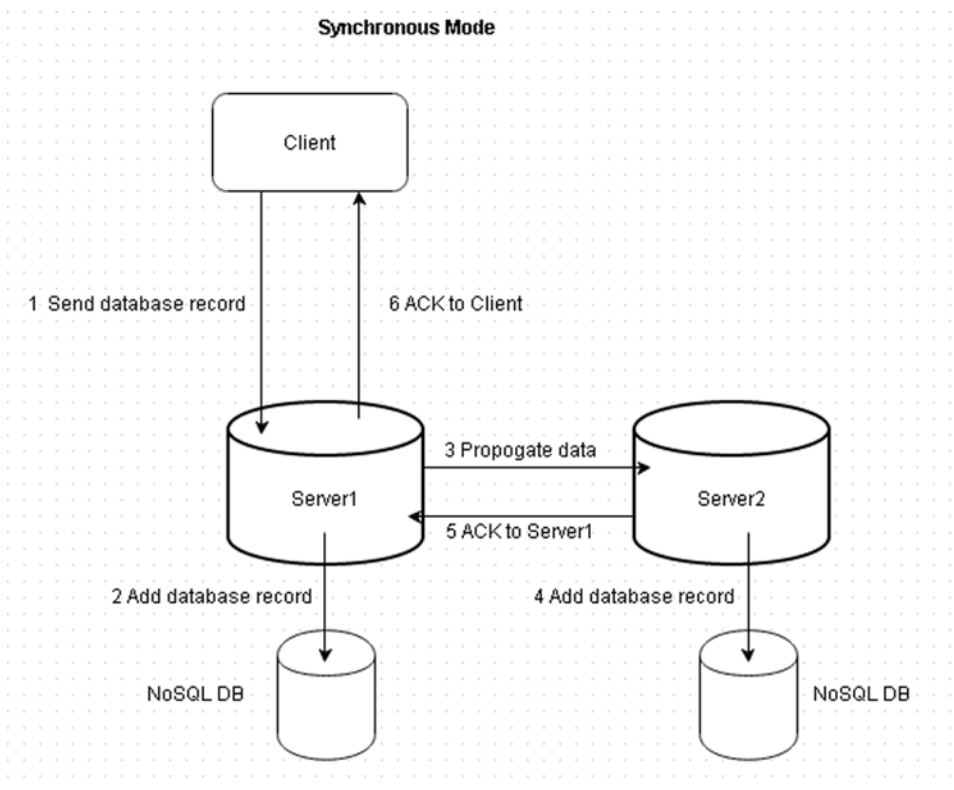 Synchronous Mode
Client
1 Send database record
6 ACK to Client
3 Propogate data
Server1
Server2
5 ACK to Server1
2 Add database record
4 Add database record
NoSQL DB
NoSQL DB